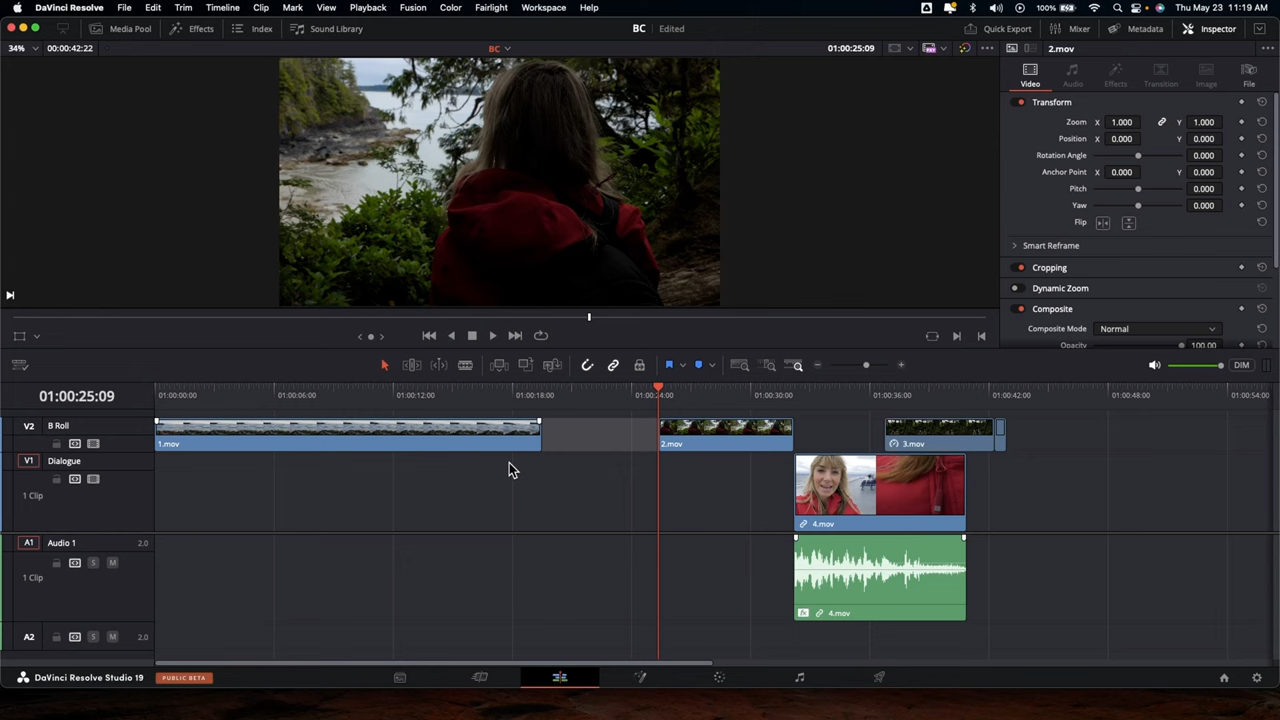 DaVinci Resolve File Edit Trim Timeline Clip Mark View Playback Fusion Color Fairlight Workspace Help 100% Thu May 23 11:19 AM
Media Pool Effects Index Sound Library BC Edited Quick Export Mixer Metadata Inspector
34% 00:00:42:22 BC 01:00:25:09 2.mov
Video Audio Effects Transition Image File
Transform
Zoom X 1.000 Y 1.000
Position X 0.000 Y 0.000
Rotation Angle 0.000
Anchor Point X 0.000 Y 0.000
Pitch 0.000
Yaw 0.000
Flip
Smart Reframe
Cropping
Dynamic Zoom
Composite
Composite Mode Normal
Opacity 100.00
DIM
01:00:25:09 01:00:00:00 01:00:06:00 01:00:12:00 01:00:18:00 01:00:24:00 01:00:30:00 01:00:36:00 01:00:42:00 01:00:48:00 01:00:54:00
V2 B Roll
1.mov 2.mov 3.mov
V1 Dialogue
1 Clip
4.mov
A1 Audio 1 2.0
S M
1 Clip
fx 4.mov
A2 S M 2.0
DaVinci Resolve Studio 19 PUBLIC BETA